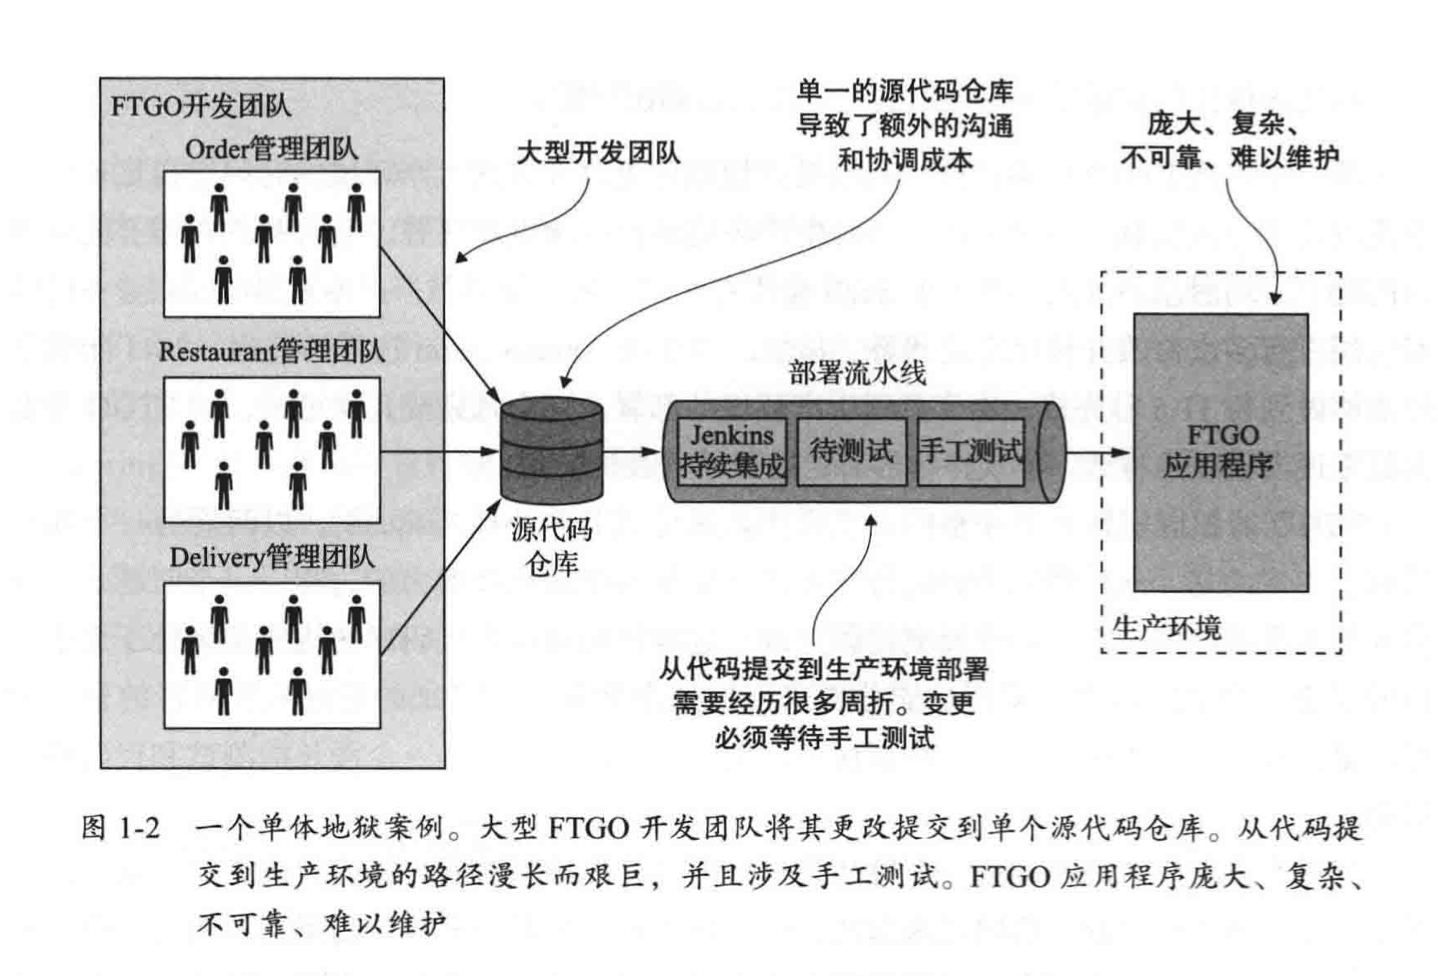 FTGO开发团队
Order管理团队
Restaurant管理团队
Delivery管理团队
大型开发团队
单一的源代码仓库
导致了额外的沟通
和协调成本
庞大、复杂、
不可靠、难以维护
源代码
仓库
部署流水线
Jenkins
持续集成
待测试
手工测试
FTGO
应用程序
生产环境
从代码提交到生产环境部署
需要经历很多周折。变更
必须等待手工测试
图 1-2 一个单体地狱案例。大型 FTGO 开发团队将其更改提交到单个源代码仓库。从代码提
交到生产环境的路径漫长而艰巨，并且涉及手工测试。FTGO 应用程序庞大、复杂、
不可靠、难以维护